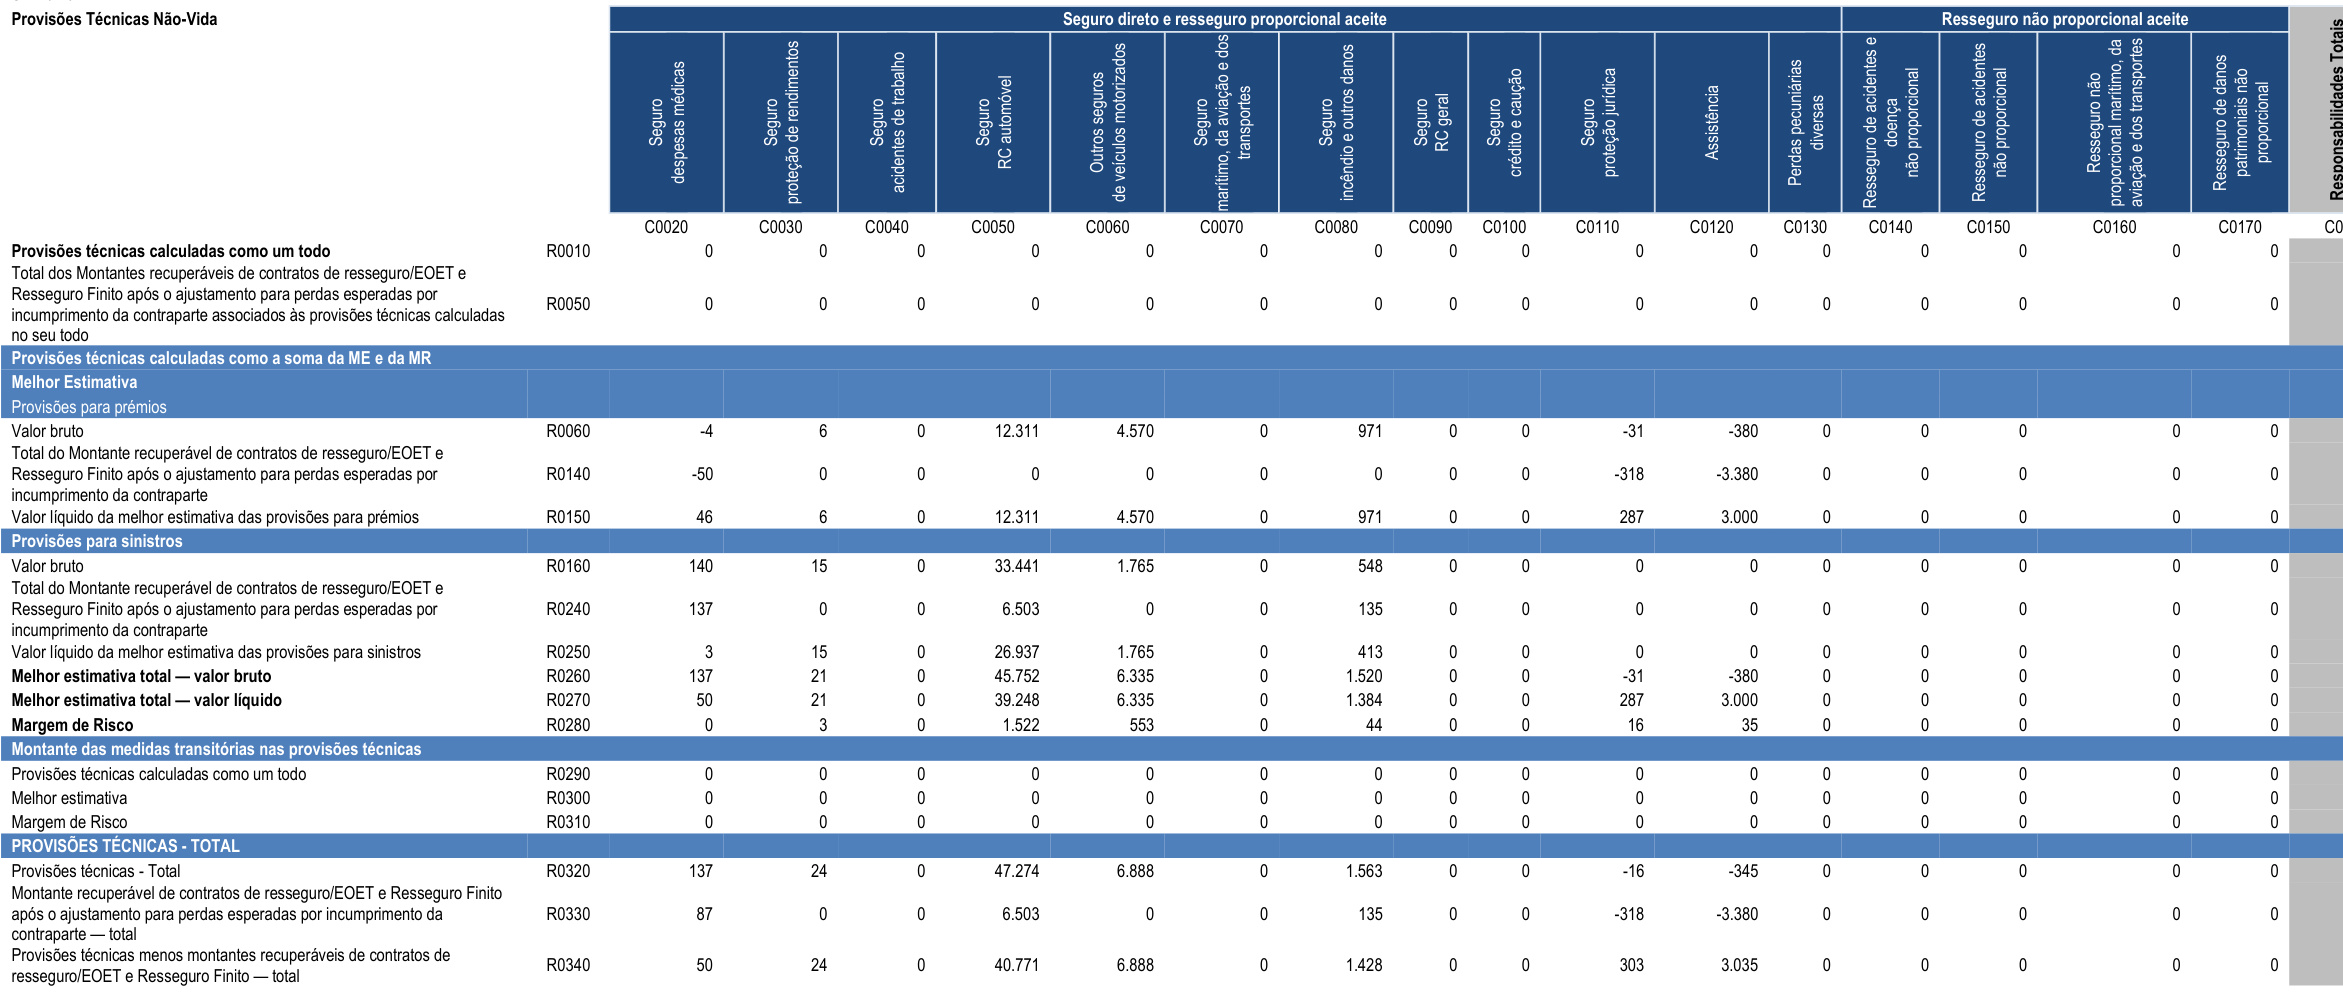 Provisões Técnicas Não-Vida
Seguro direto e resseguro proporcional aceite
Resseguro não proporcional aceite
Seguro
despesas médicas
Seguro
proteção de rendimentos
Seguro
acidentes de trabalho
Seguro
RC automóvel
Outros seguros
de veículos motorizados
Seguro
marítimo, da aviação e dos
transportes
Seguro
incêndio e outros danos
Seguro
RC geral
Seguro
crédito e caução
Seguro
proteção jurídica
Assistência
Perdas pecuniárias
diversas
Resseguro de acidentes e
doença
não proporcional
Resseguro de acidentes
não proporcional
Resseguro não
proporcional marítimo, da
aviação e dos transportes
Resseguro de danos
patrimoniais não
proporcional
Responsabilidades Totais
C0020 C0030 C0040 C0050 C0060 C0070 C0080 C0090 C0100 C0110 C0120 C0130 C0140 C0150 C0160 C0170 C0
Provisões técnicas calculadas como um todo R0010 0 0 0 0 0 0 0 0 0 0 0 0 0 0 0 0
Total dos Montantes recuperáveis de contratos de resseguro/EOET e
Resseguro Finito após o ajustamento para perdas esperadas por
incumprimento da contraparte associados às provisões técnicas calculadas
no seu todo
R0050 0 0 0 0 0 0 0 0 0 0 0 0 0 0 0 0
Provisões técnicas calculadas como a soma da ME e da MR
Melhor Estimativa
Provisões para prémios
Valor bruto R0060 -4 6 0 12.311 4.570 0 971 0 0 -31 -380 0 0 0 0 0
Total do Montante recuperável de contratos de resseguro/EOET e
Resseguro Finito após o ajustamento para perdas esperadas por
incumprimento da contraparte
R0140 -50 0 0 0 0 0 0 0 0 -318 -3.380 0 0 0 0 0
Valor líquido da melhor estimativa das provisões para prémios R0150 46 6 0 12.311 4.570 0 971 0 0 287 3.000 0 0 0 0 0
Provisões para sinistros
Valor bruto R0160 140 15 0 33.441 1.765 0 548 0 0 0 0 0 0 0 0 0
Total do Montante recuperável de contratos de resseguro/EOET e
Resseguro Finito após o ajustamento para perdas esperadas por
incumprimento da contraparte
R0240 137 0 0 6.503 0 0 135 0 0 0 0 0 0 0 0 0
Valor líquido da melhor estimativa das provisões para sinistros R0250 3 15 0 26.937 1.765 0 413 0 0 0 0 0 0 0 0 0
Melhor estimativa total — valor bruto R0260 137 21 0 45.752 6.335 0 1.520 0 0 -31 -380 0 0 0 0 0
Melhor estimativa total — valor líquido R0270 50 21 0 39.248 6.335 0 1.384 0 0 287 3.000 0 0 0 0 0
Margem de Risco R0280 0 3 0 1.522 553 0 44 0 0 16 35 0 0 0 0 0
Montante das medidas transitórias nas provisões técnicas
Provisões técnicas calculadas como um todo R0290 0 0 0 0 0 0 0 0 0 0 0 0 0 0 0 0
Melhor estimativa R0300 0 0 0 0 0 0 0 0 0 0 0 0 0 0 0 0
Margem de Risco R0310 0 0 0 0 0 0 0 0 0 0 0 0 0 0 0 0
PROVISÕES TÉCNICAS - TOTAL
Provisões técnicas - Total R0320 137 24 0 47.274 6.888 0 1.563 0 0 -16 -345 0 0 0 0 0
Montante recuperável de contratos de resseguro/EOET e Resseguro Finito
após o ajustamento para perdas esperadas por incumprimento da
contraparte — total
R0330 87 0 0 6.503 0 0 135 0 0 -318 -3.380 0 0 0 0 0
Provisões técnicas menos montantes recuperáveis de contratos de
resseguro/EOET e Resseguro Finito — total
R0340 50 24 0 40.771 6.888 0 1.428 0 0 303 3.035 0 0 0 0 0